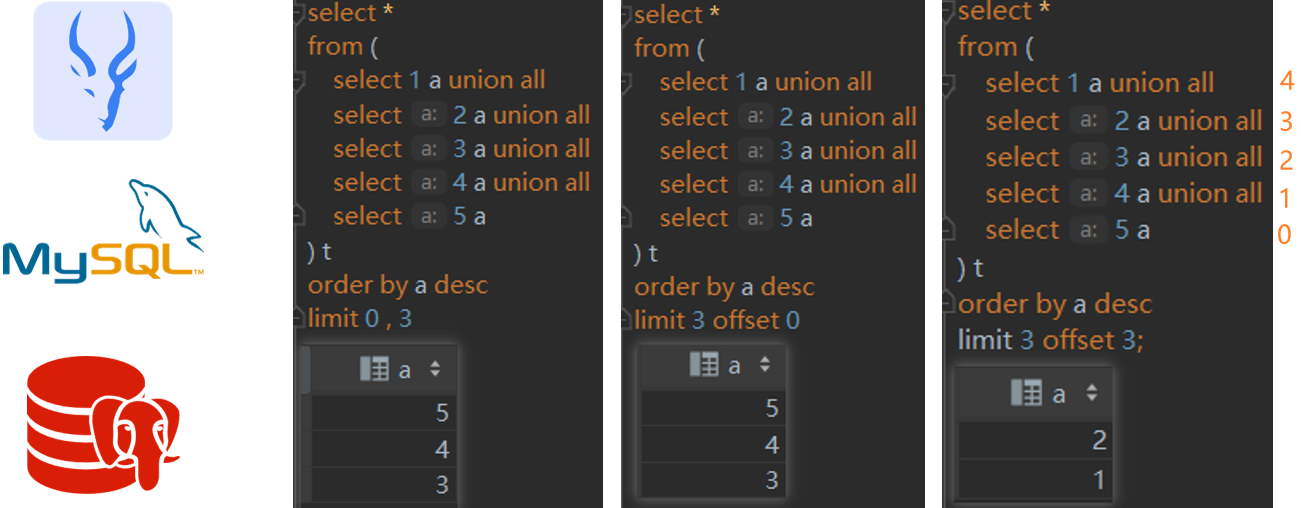 MySQL™
select *
from (
select 1 a union all
select a: 2 a union all
select a: 3 a union all
select a: 4 a union all
select a: 5 a
) t
order by a desc
limit 0 , 3
a
5
4
3
select *
from (
select 1 a union all
select a: 2 a union all
select a: 3 a union all
select a: 4 a union all
select a: 5 a
) t
order by a desc
limit 3 offset 0
a
5
4
3
select *
from (
select 1 a union all 4
select a: 2 a union all 3
select a: 3 a union all 2
select a: 4 a union all 1
select a: 5 a 0
) t
order by a desc
limit 3 offset 3;
a
2
1